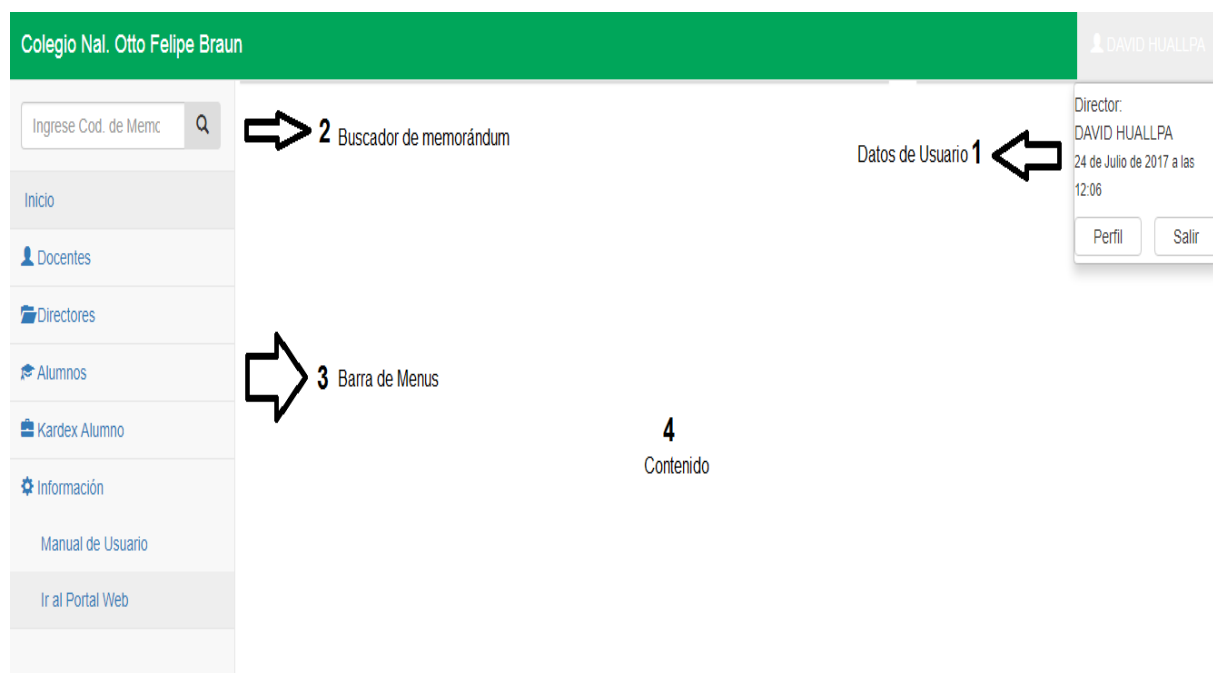 Colegio Nal. Otto Felipe Braun
DAVID HUALLPA
Ingrese Cod. de Memc
2 Buscador de memorándum
Datos de Usuario 1
Director:
DAVID HUALLPA
24 de Julio de 2017 a las
12:06
Perfil Salir
Inicio
Docentes
Directores
Alumnos
Kardex Alumno
Información
Manual de Usuario
Ir al Portal Web
3 Barra de Menus
4
Contenido